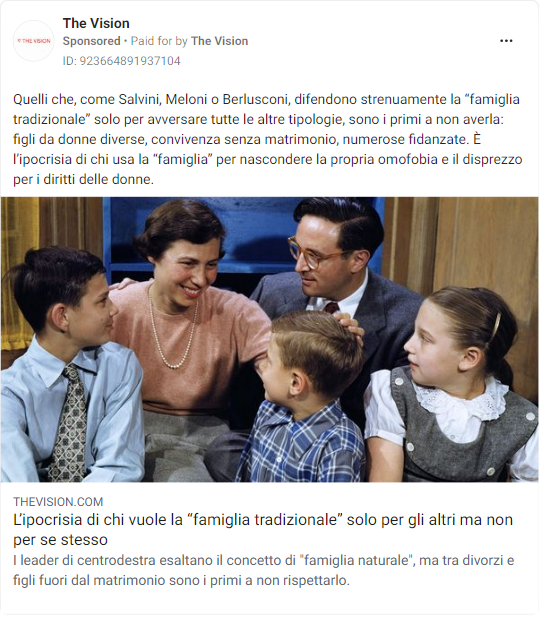 The Vision
Sponsored • Paid for by The Vision
THE VISION
ID: 923664891937104
Quelli che, come Salvini, Meloni o Berlusconi, difendono strenuamente la “famiglia
tradizionale” solo per avversare tutte le altre tipologie, sono i primi a non averla:
figli da donne diverse, convivenza senza matrimonio, numerose fidanzate. È
l’ipocrisia di chi usa la “famiglia” per nascondere la propria omofobia e il disprezzo
per i diritti delle donne.
THEVISION.COM
L’ipocrisia di chi vuole la “famiglia tradizionale” solo per gli altri ma non
per se stesso
I leader di centrodestra esaltano il concetto di "famiglia naturale", ma tra divorzi e
figli fuori dal matrimonio sono i primi a non rispettarlo.